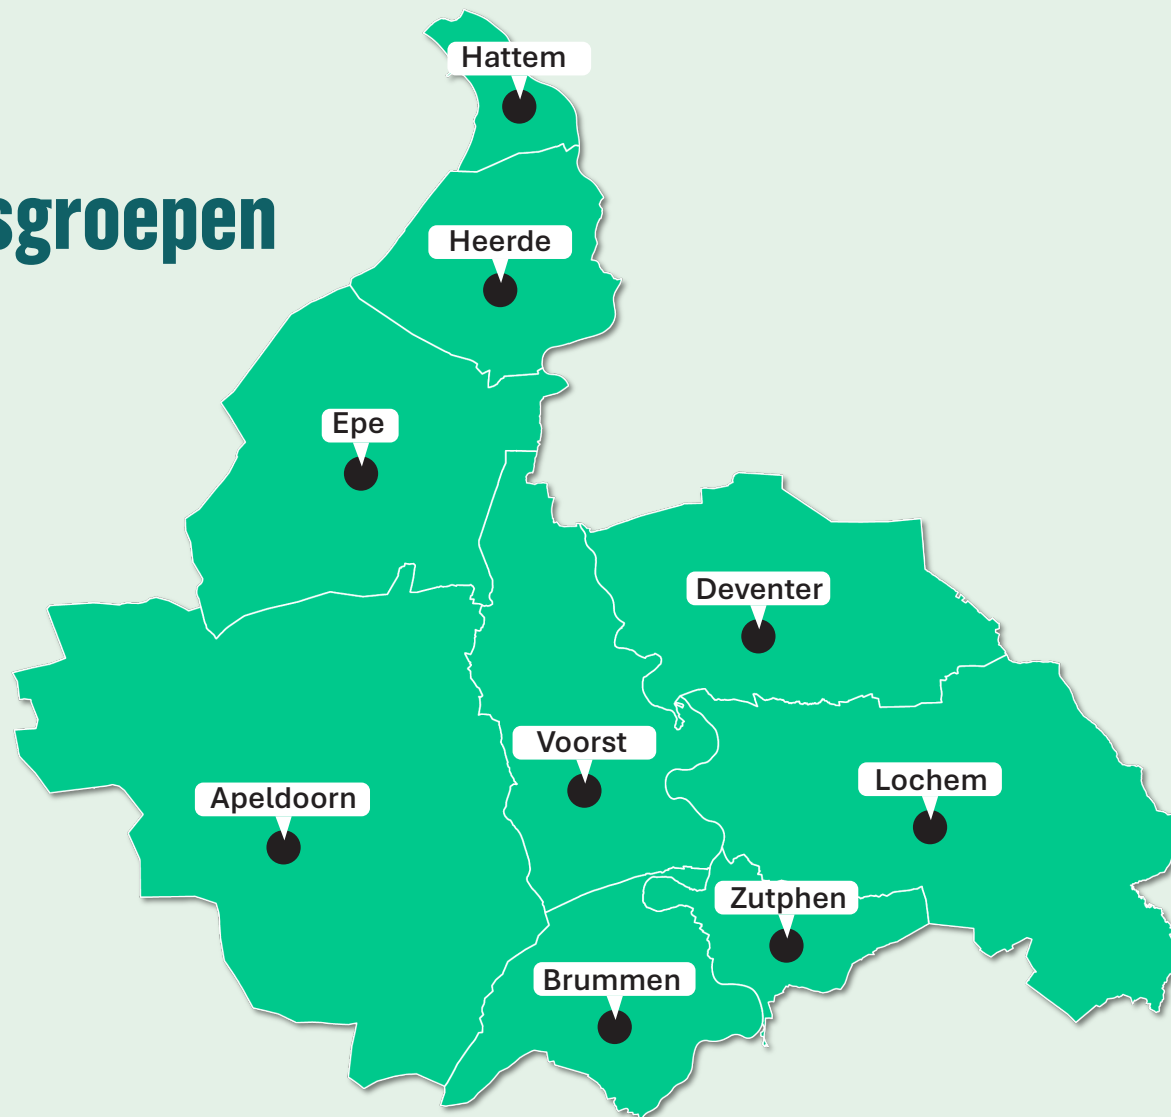 Hattem
sgroepen
Heerde
Epe
Deventer
Voorst
Lochem
Apeldoorn
Zutphen
Brummen